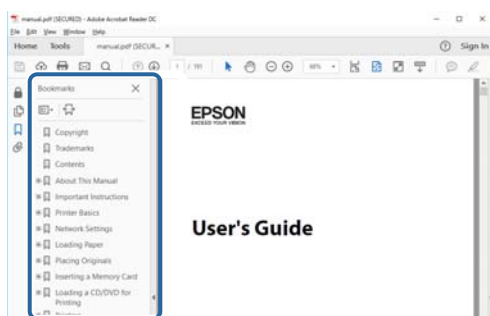 manual.pdf (SECURED) - Adobe Acrobat Reader DC
File Edit View Window Help
Home Tools manual.pdf (SECUR... × Sign In
1 / 191
Bookmarks
Copyright
Trademarks
Contents
About This Manual
Important Instructions
Printer Basics
Network Settings
Loading Paper
Placing Originals
Inserting a Memory Card
Loading a CD/DVD for
Printing
Printing
EPSON
EXCEED YOUR VISION
User's Guide